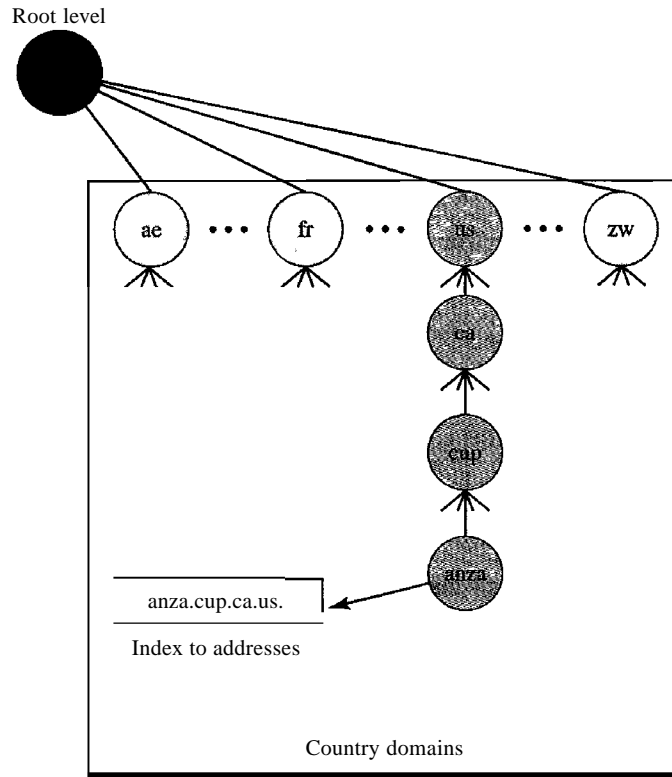 Root level
ae ••• fr ••• us ••• zw
ca
cup
anza
anza.cup.ca.us.
Index to addresses
Country domains